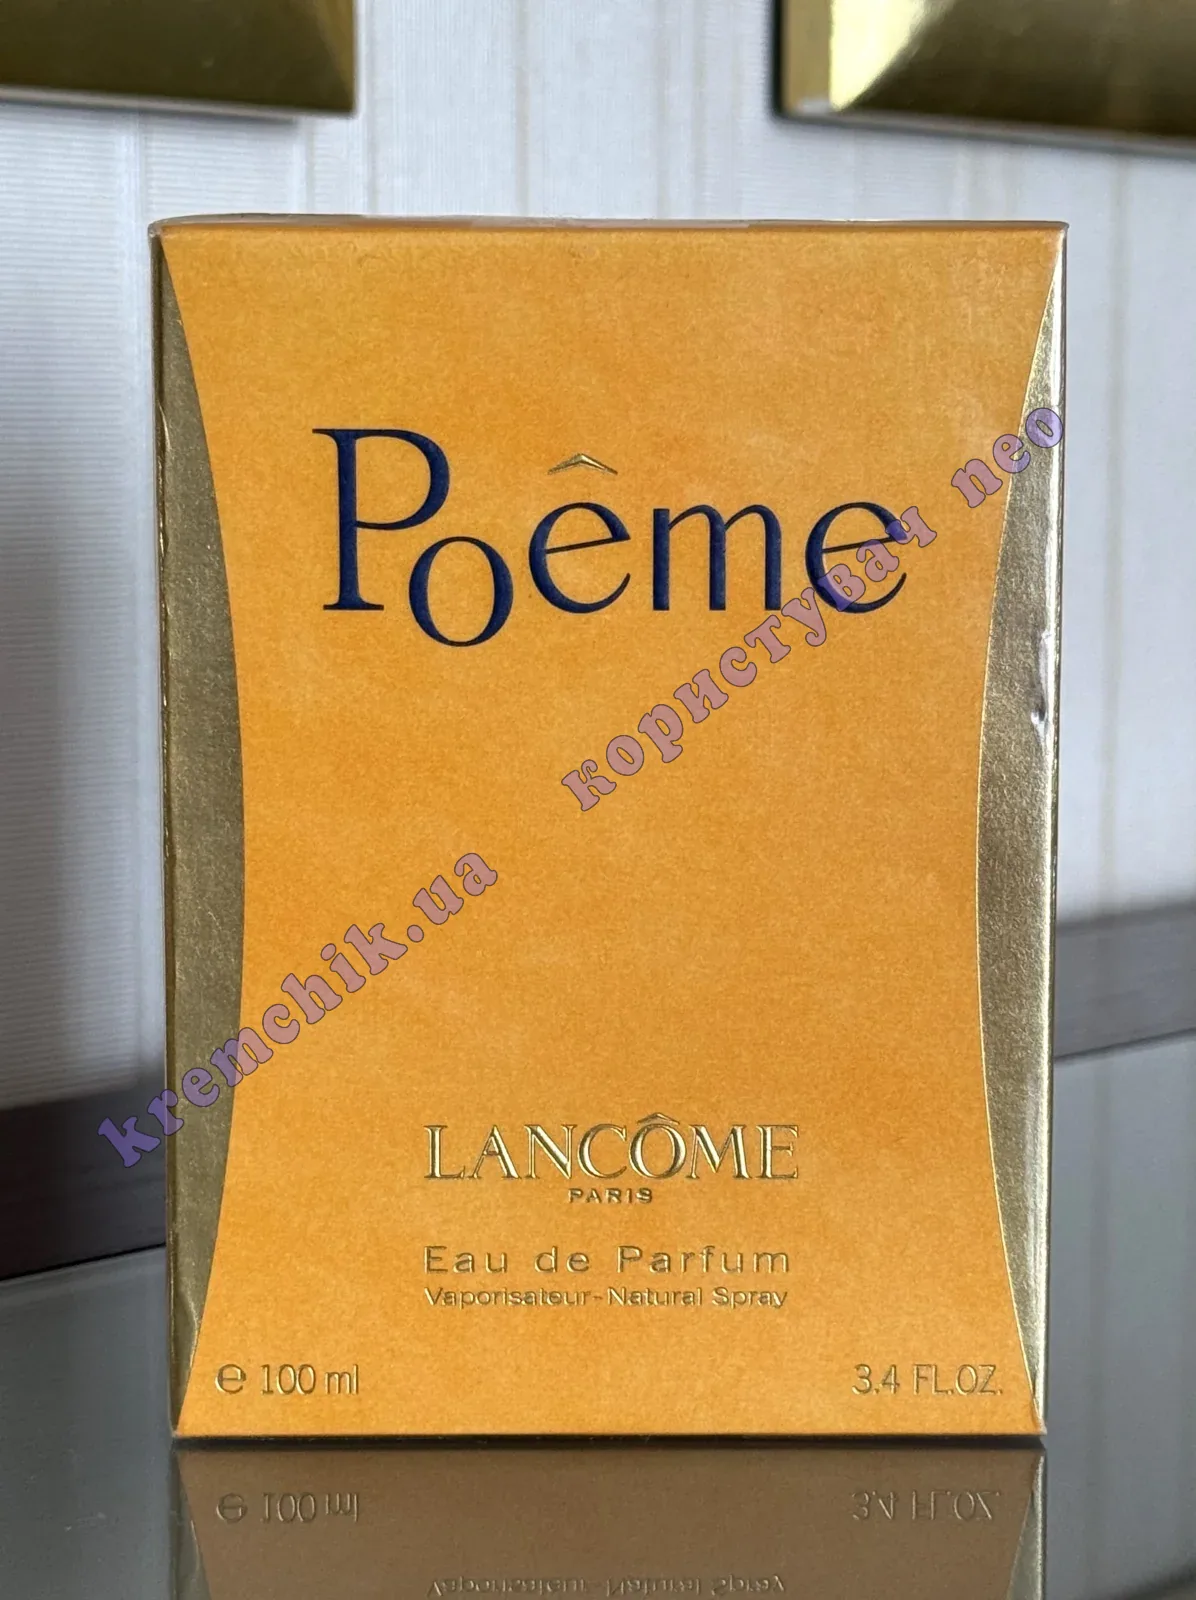 Poême
користувач neo
kremchik.ua
LANCÔME
PARIS
Eau de Parfum
Vaporisateur-Natural Spray
e 100 ml
3.4 FL.OZ.